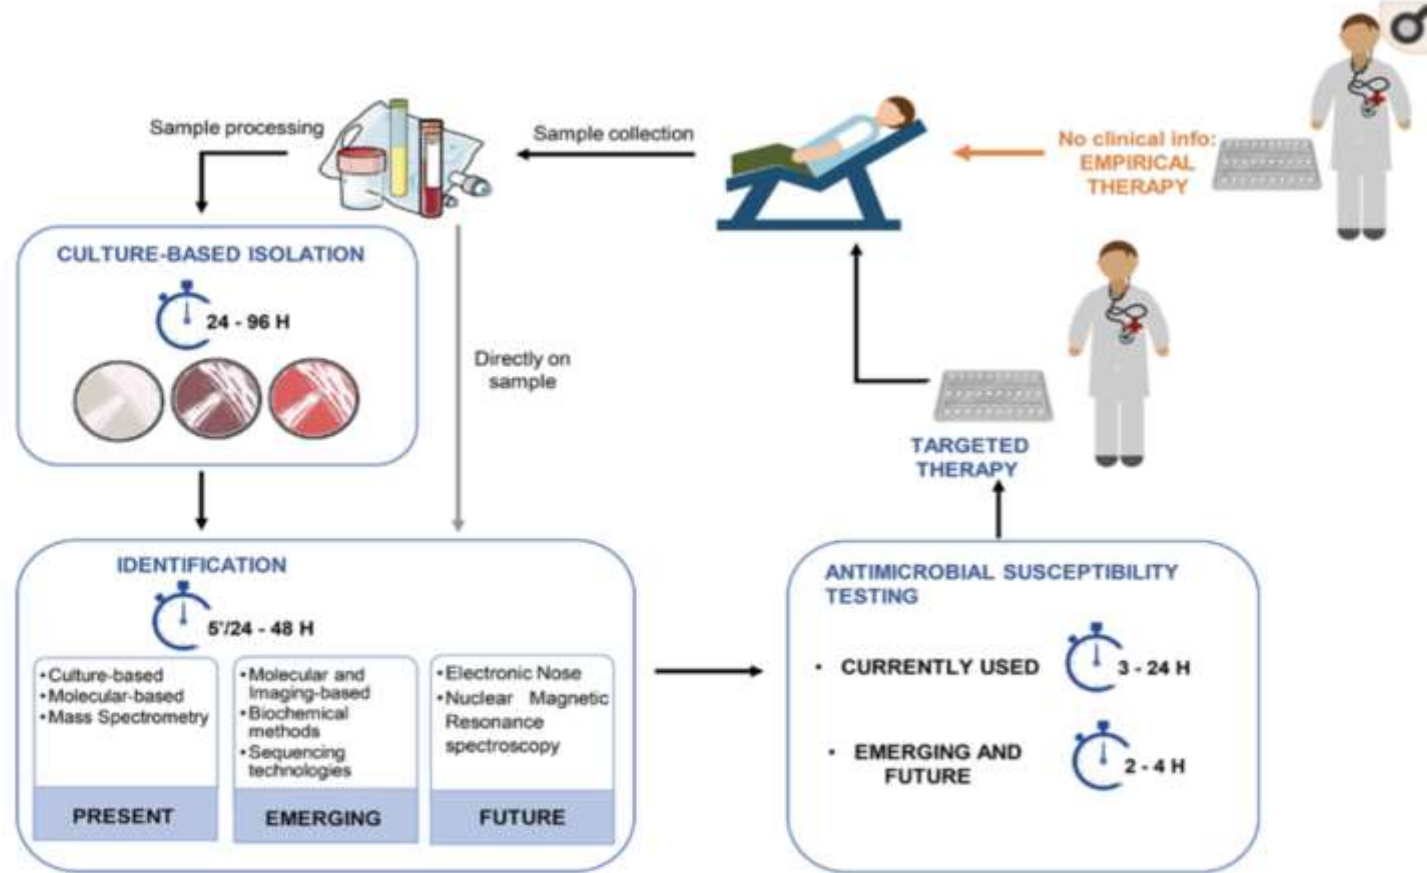 Sample processing
Sample collection
No clinical info:
EMPIRICAL
THERAPY
CULTURE-BASED ISOLATION
24 - 96 H
Directly on
sample
TARGETED
THERAPY
IDENTIFICATION
5'/24 - 48 H
•Culture-based
•Molecular-based
•Mass Spectrometry
PRESENT
•Molecular and
Imaging-based
•Biochemical
methods
•Sequencing
technologies
EMERGING
•Electronic Nose
•Nuclear Magnetic
Resonance
spectroscopy
FUTURE
ANTIMICROBIAL SUSCEPTIBILITY
TESTING
• CURRENTLY USED
3 - 24 H
• EMERGING AND
FUTURE
2 - 4 H